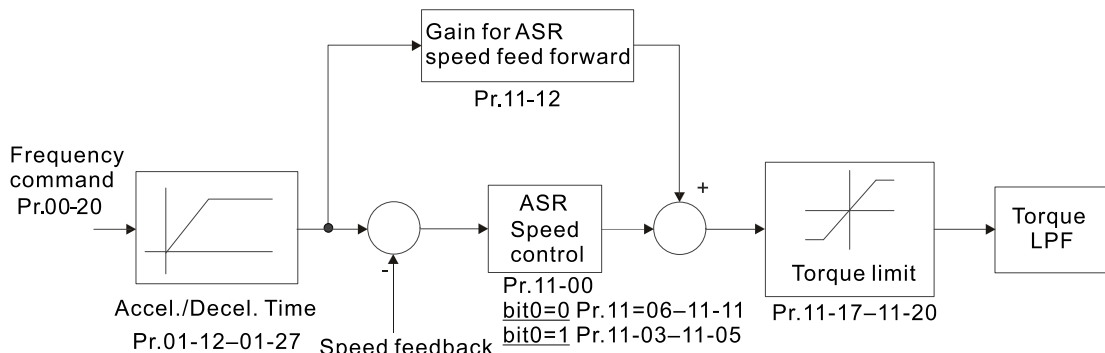 Gain for ASR
speed feed forward
Pr.11-12
Frequency
command
Pr.00-20
Accel./Decel. Time
Pr.01-12–01-27
-
Speed feedback
ASR
Speed
control
Pr.11-00
bit0=0 Pr.11=06–11-11
bit0=1 Pr.11-03–11-05
+
Torque limit
Pr.11-17–11-20
Torque
LPF